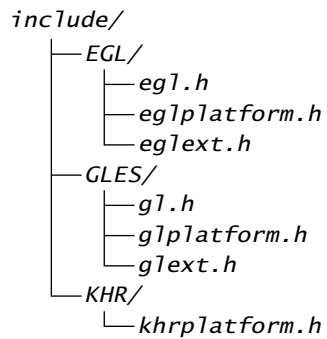 include/
EGL/
egl.h
eglplatform.h
eglext.h
GLES/
gl.h
glplatform.h
glext.h
KHR/
khrplatform.h